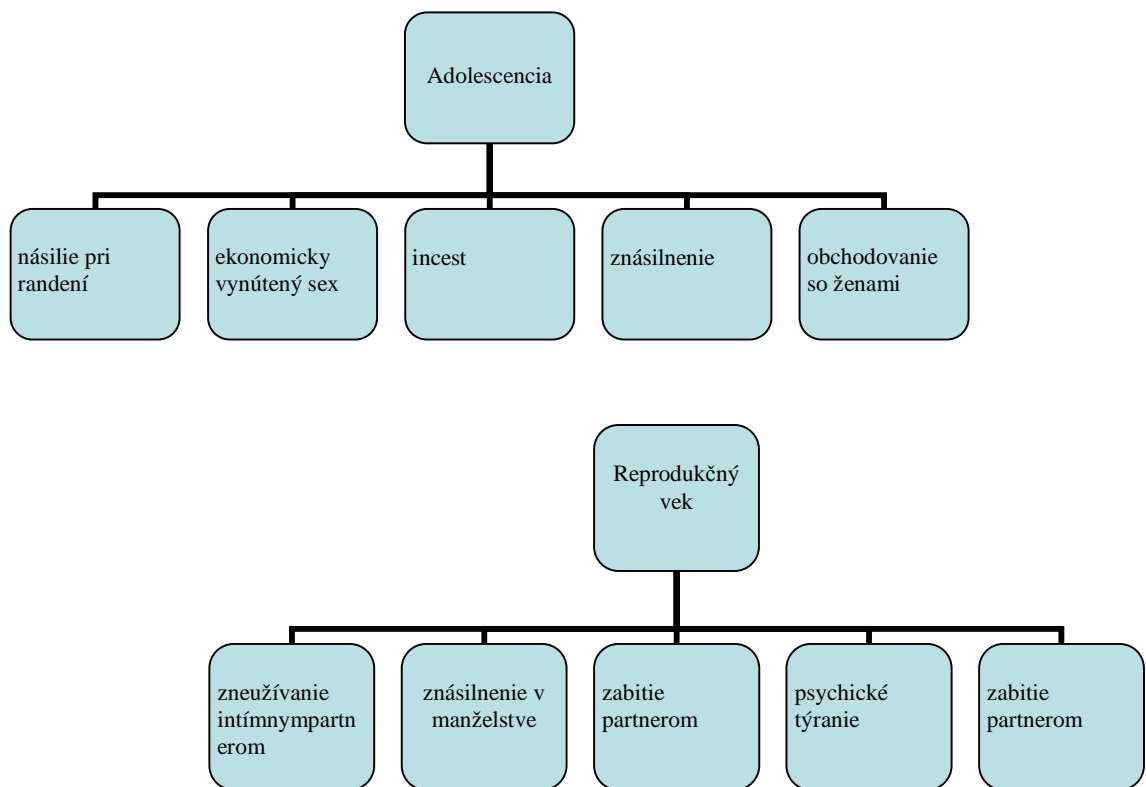 Adolescencia
násilie pri
randení
ekonomicky
vynútený sex
incest
znásilnenie
obchodovanie
so ženami
Reprodukčný
vek
zneužívanie
intímnympartn
erom
znásilnenie v
manželstve
zabitie
partnerom
psychické
týranie
zabitie
partnerom